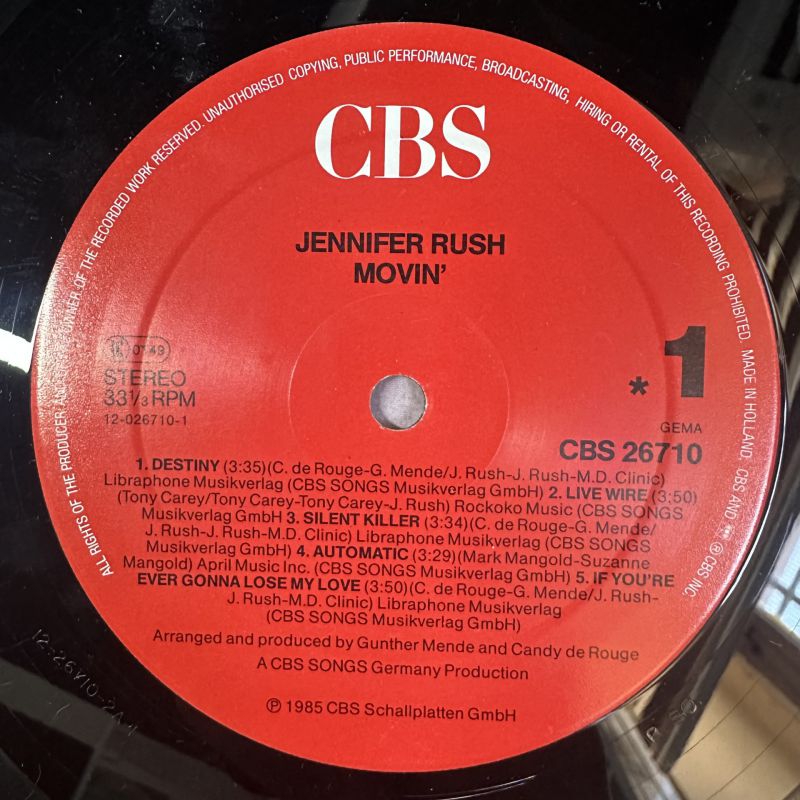 ALL RIGHTS OF THE PRODUCER AND OWNER OF THE RECORDED WORK RESERVED. UNAUTHORISED COPYING, PUBLIC PERFORMANCE, BROADCASTING, HIRING OR RENTAL OF THIS RECORDING PROHIBITED. MADE IN HOLLAND. CBS AND ℗ CBS INC.
CBS
JENNIFER RUSH
MOVIN'
* 1
STEREO
33⅓ RPM
12-026710-1
GEMA
CBS 26710
1. DESTINY (3:35)(C. de Rouge-G. Mende/J. Rush-J. Rush-M.D. Clinic)
Libraphone Musikverlag (CBS SONGS Musikverlag GmbH) 2. LIVE WIRE (3:50)
(Tony Carey/Tony Carey-Tony Carey-J. Rush) Rockoko Music (CBS SONGS
Musikverlag GmbH 3. SILENT KILLER (3:34)(C. de Rouge-G. Mende/
J. Rush-J. Rush-M.D. Clinic) Libraphone Musikverlag (CBS SONGS
Musikverlag GmbH) 4. AUTOMATIC (3:29)(Mark Mangold-Suzanne
Mangold) April Music Inc. (CBS SONGS Musikverlag GmbH) 5. IF YOU'RE
EVER GONNA LOSE MY LOVE (3:50)(C. de Rouge-G. Mende/J. Rush-
J. Rush-M.D. Clinic) Libraphone Musikverlag
(CBS SONGS Musikverlag GmbH)
Arranged and produced by Gunther Mende and Candy de Rouge
A CBS SONGS Germany Production
℗ 1985 CBS Schallplatten GmbH